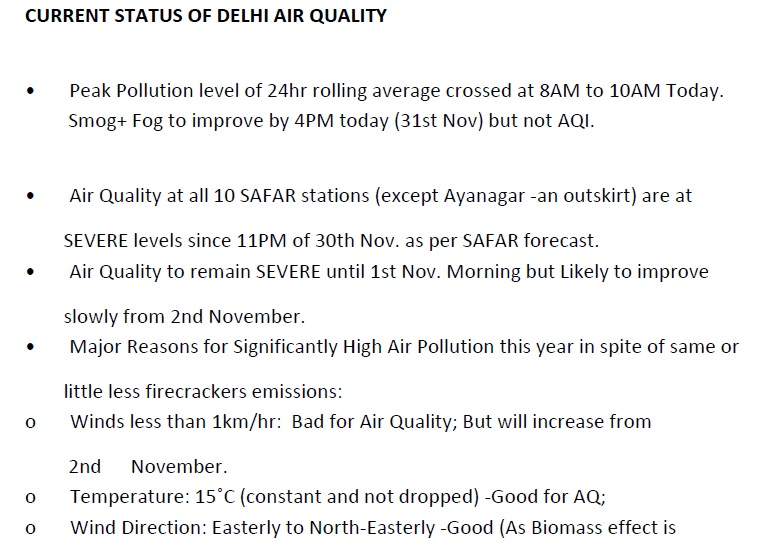 CURRENT STATUS OF DELHI AIR QUALITY
• Peak Pollution level of 24hr rolling average crossed at 8AM to 10AM Today.
Smog+ Fog to improve by 4PM today (31st Nov) but not AQI.
• Air Quality at all 10 SAFAR stations (except Ayanagar -an outskirt) are at
SEVERE levels since 11PM of 30th Nov. as per SAFAR forecast.
• Air Quality to remain SEVERE until 1st Nov. Morning but Likely to improve
slowly from 2nd November.
• Major Reasons for Significantly High Air Pollution this year in spite of same or
little less firecrackers emissions:
o Winds less than 1km/hr: Bad for Air Quality; But will increase from
2nd November.
o Temperature: 15˚C (constant and not dropped) -Good for AQ;
o Wind Direction: Easterly to North-Easterly -Good (As Biomass effect is